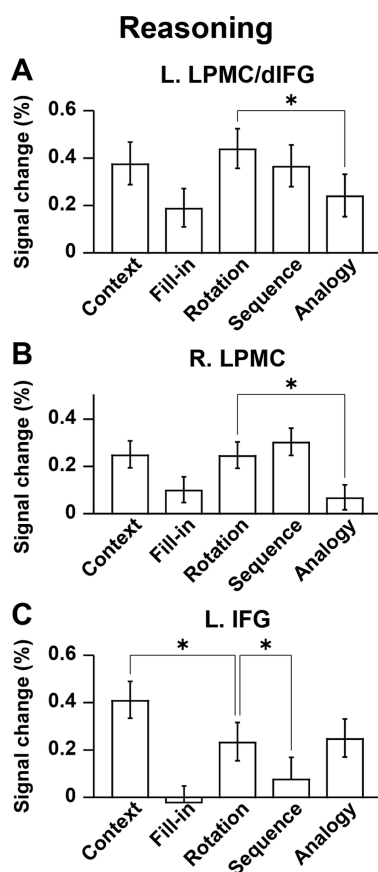 Reasoning
A
L. LPMC/dIFG
Signal change (%)
0.6
0.4
0.2
0
*
Context
Fill-in
Rotation
Sequence
Analogy
B
R. LPMC
Signal change (%)
0.4
0.2
0
*
Context
Fill-in
Rotation
Sequence
Analogy
C
L. IFG
Signal change (%)
0.6
0.4
0.2
0
*
*
Context
Fill-in
Rotation
Sequence
Analogy